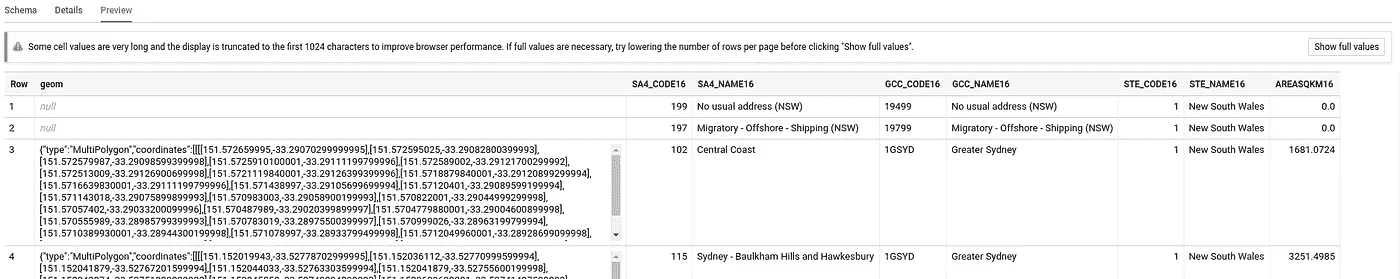 Schema Details Preview
Some cell values are very long and the display is truncated to the first 1024 characters to improve browser performance. If full values are necessary, try lowering the number of rows per page before clicking "Show full values". Show full values
Row geom SA4_CODE16 SA4_NAME16 GCC_CODE16 GCC_NAME16 STE_CODE16 STE_NAME16 AREASQKM16
1 null 199 No usual address (NSW) 19499 No usual address (NSW) 1 New South Wales 0.0
2 null 197 Migratory - Offshore - Shipping (NSW) 19799 Migratory - Offshore - Shipping (NSW) 1 New South Wales 0.0
3 {"type":"MultiPolygon","coordinates":[[[[151.572659995,-33.29070299999995],[151.572595025,-33.29082800399993], 102 Central Coast 1GSYD Greater Sydney 1 New South Wales 1681.0724
[151.572579987,-33.29098599399998],[151.5725910100001,-33.29111199799996],[151.572589002,-33.29121700299992],
[151.572513009,-33.29126900699998],[151.5721119840001,-33.29126399399996],[151.5718879840001,-33.29120899299994],
[151.5716639830001,-33.29111199799996],[151.571438997,-33.29105699699994],[151.57120401,-33.29089599199994],
[151.571143018,-33.29075899899993],[151.570983003,-33.29058900199993],[151.570822001,-33.29044999299998],
[151.57057402,-33.29033200099996],[151.570487989,-33.29020399899997],[151.5704779880001,-33.29004600899998],
[151.570555989,-33.28985799399993],[151.570783019,-33.28975500399997],[151.570999026,-33.28963199799994],
[151.5710389930001,-33.28944300199998],[151.571078997,-33.28933799499998],[151.5712049960001,-33.28928699099998],
4 {"type":"MultiPolygon","coordinates":[[[[151.152019943,-33.52778702999998],[151.152036112,-33.52770999599994], 115 Sydney - Baulkham Hills and Hawkesbury 1GSYD Greater Sydney 1 New South Wales 3251.4985
[151.152041879,-33.52767201599994],[151.152044033,-33.52763303599994],[151.152041879,-33.52755600199998],